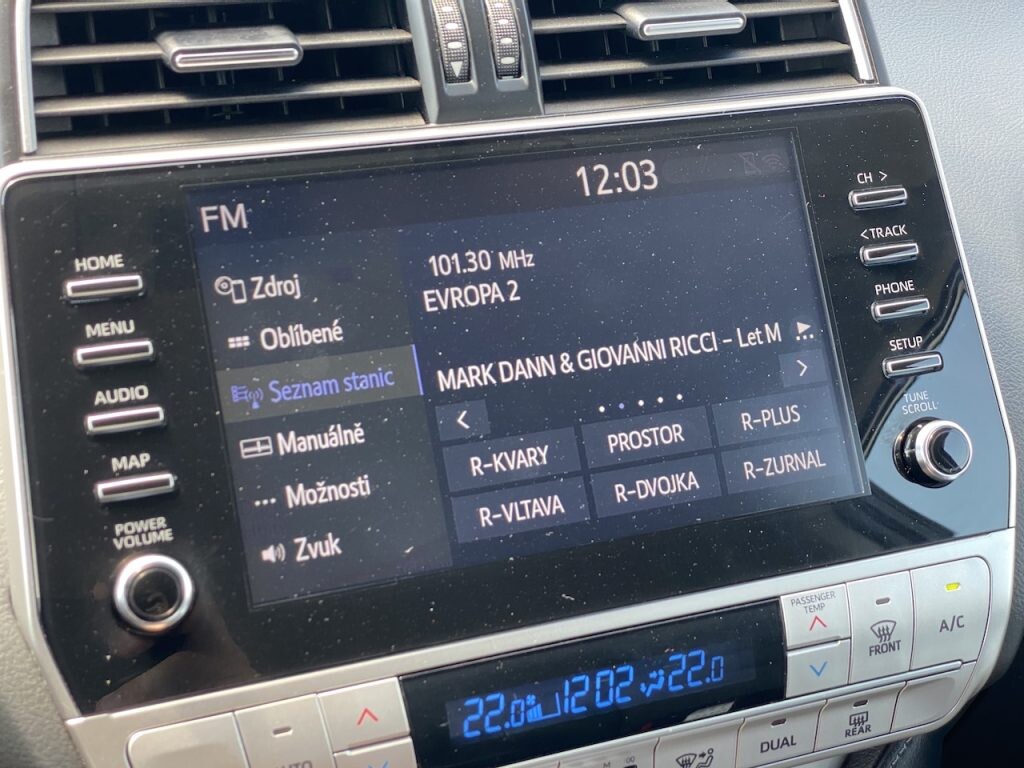 12:03
FM
Zdroj
Oblíbené
Seznam stanic
Manuálně
Možnosti
Zvuk
101.30 MHz
EVROPA 2
MARK DANN & GIOVANNI RICCI - Let M
R-KVARY
PROSTOR
R-PLUS
R-VLTAVA
R-DVOJKA
R-ZURNAL
HOME
MENU
AUDIO
MAP
POWER
VOLUME
CH >
< TRACK
PHONE
SETUP
TUNE
SCROLL
22.0 12 02 22.0
PASSENGER
TEMP
FRONT
A/C
DUAL
REAR